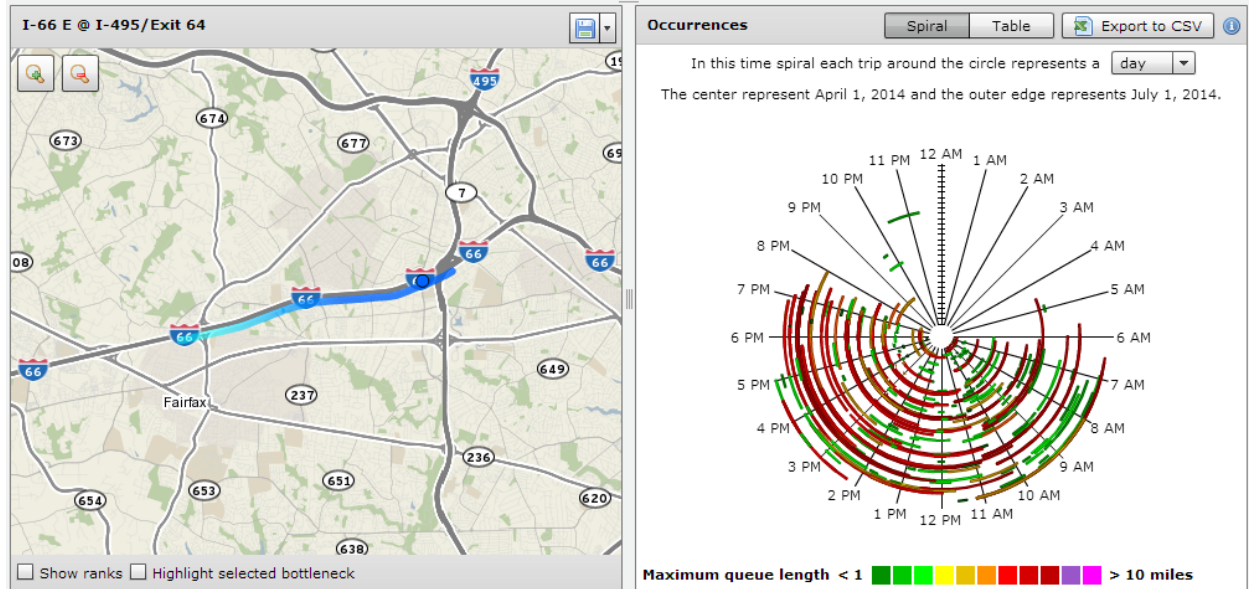 I-66 E @ I-495/Exit 64
495
674
673
677
7
66
66
66
66
08
649
237
Fairfax
236
651
653
654
620
638
Show ranks Highlight selected bottleneck
Occurrences
Spiral Table Export to CSV
In this time spiral each trip around the circle represents a day
The center represent April 1, 2014 and the outer edge represents July 1, 2014.
12 AM
11 PM 1 AM
10 PM 2 AM
9 PM 3 AM
8 PM 4 AM
7 PM 5 AM
6 PM 6 AM
5 PM 7 AM
4 PM 8 AM
3 PM 9 AM
2 PM 10 AM
1 PM 12 PM 11 AM
Maximum queue length < 1 > 10 miles